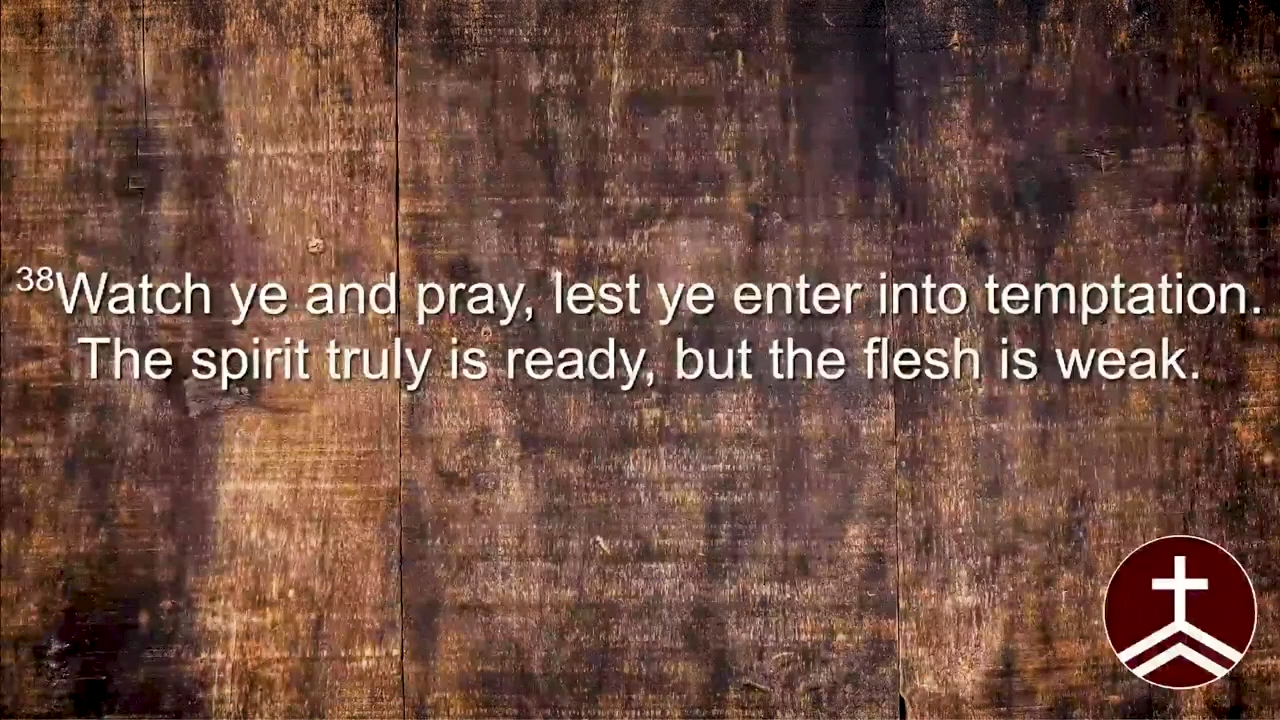 38Watch ye and pray, lest ye enter into temptation.
The spirit truly is ready, but the flesh is weak.